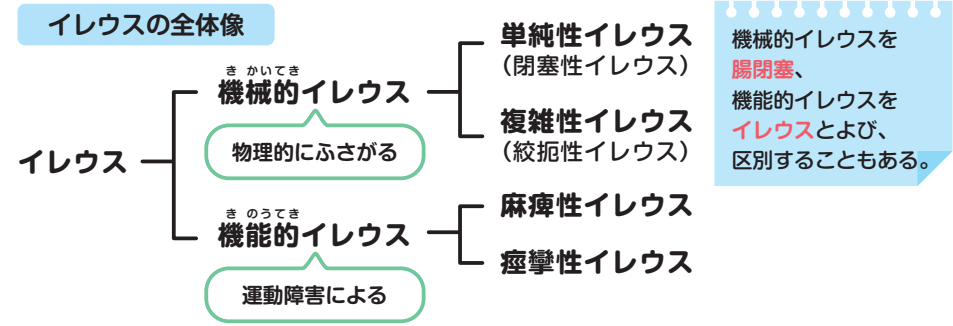 イレウスの全体像
イレウス
きかいてき
機械的イレウス
物理的にふさがる
単純性イレウス
（閉塞性イレウス）
複雑性イレウス
（絞扼性イレウス）
きのうてき
機能的イレウス
運動障害による
麻痺性イレウス
痙攣性イレウス
機械的イレウスを
腸閉塞、
機能的イレウスを
イレウスとよび、
区別することもある。